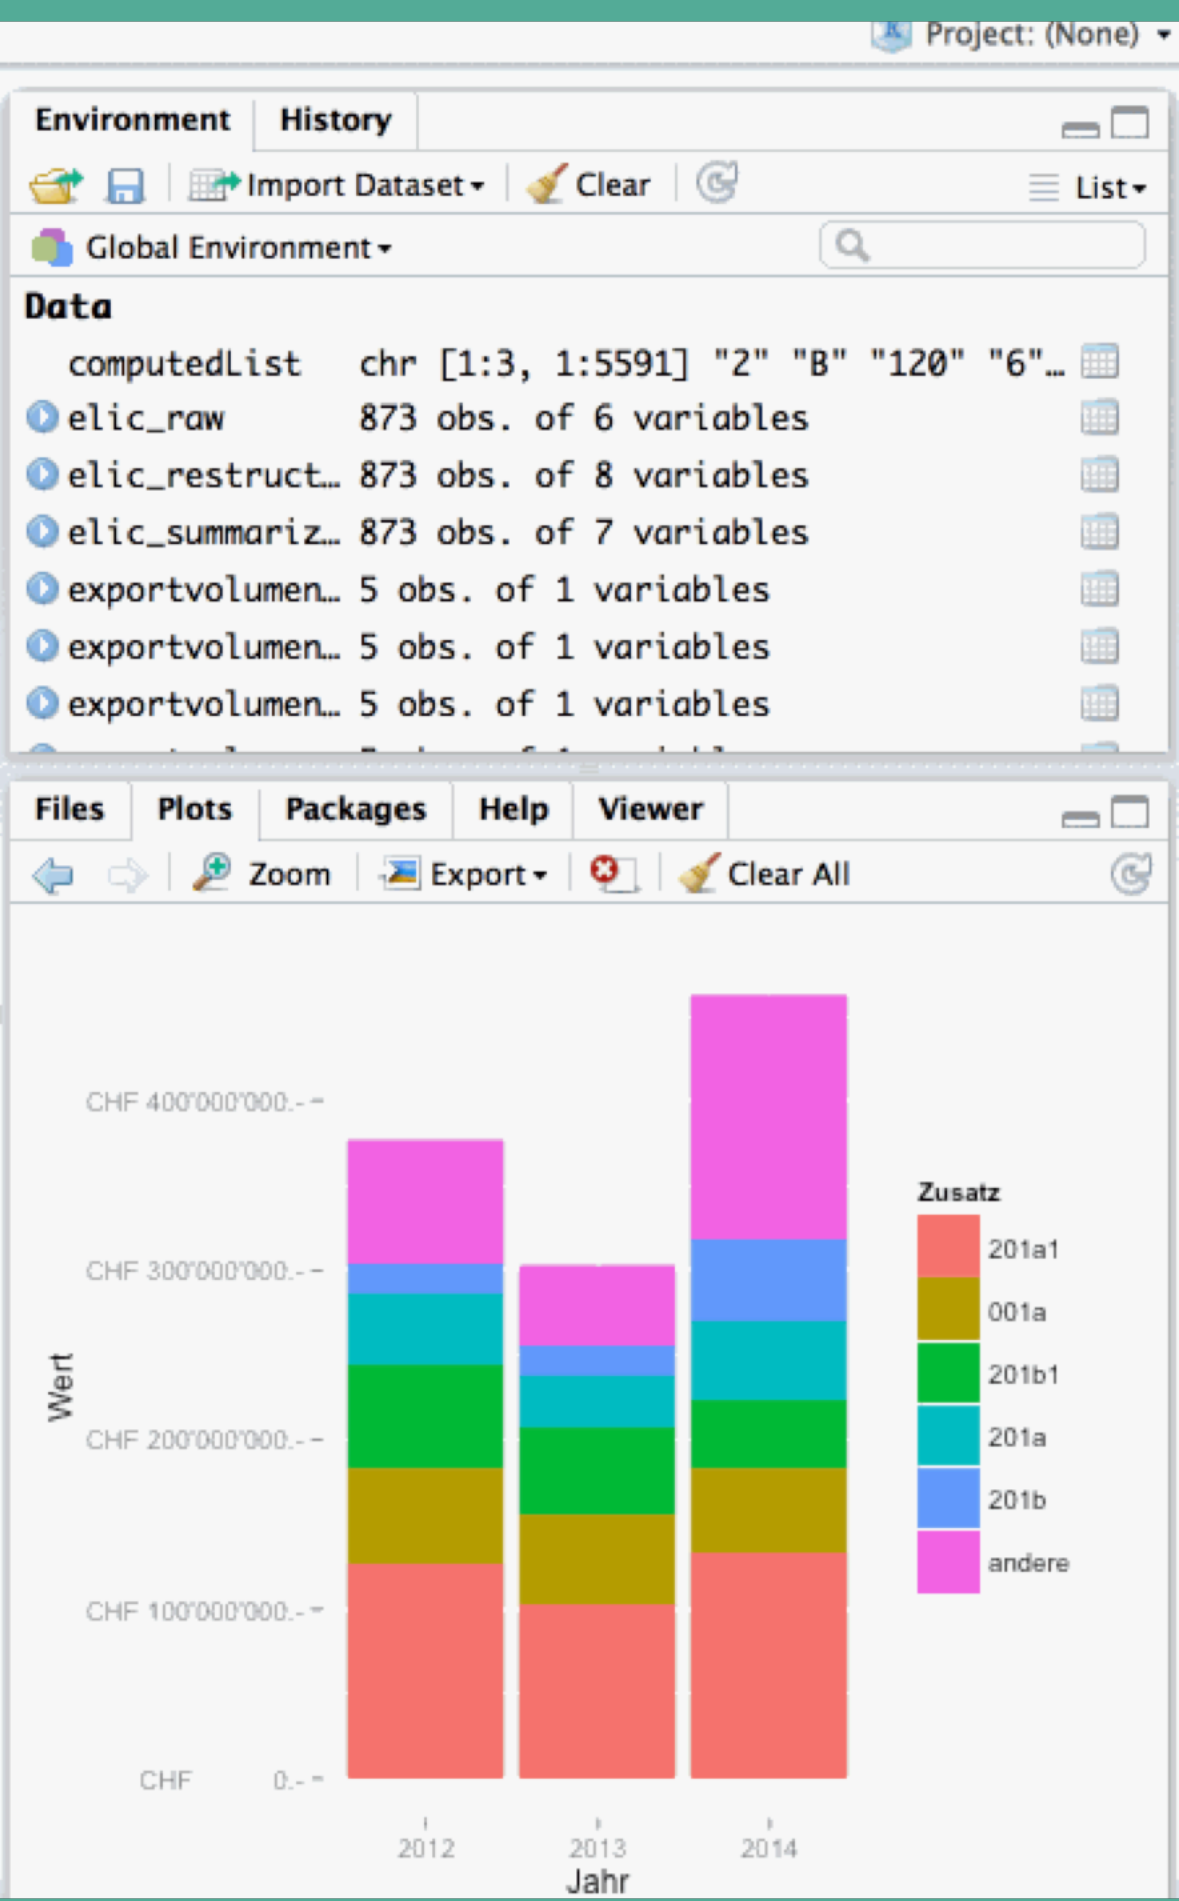 Project: (None)
Environment History
Import Dataset Clear List
Global Environment
Data
computedList chr [1:3, 1:5591] "2" "B" "120" "6"…
elic_raw 873 obs. of 6 variables
elic_restruct… 873 obs. of 8 variables
elic_summariz… 873 obs. of 7 variables
exportvolumen… 5 obs. of 1 variables
exportvolumen… 5 obs. of 1 variables
exportvolumen… 5 obs. of 1 variables
Files Plots Packages Help Viewer
Zoom Export Clear All
CHF 400'000'000.-
CHF 300'000'000.-
CHF 200'000'000.-
CHF 100'000'000.-
CHF 0.-
Wert
2012 2013 2014
Jahr
Zusatz
201a1
001a
201b1
201a
201b
andere